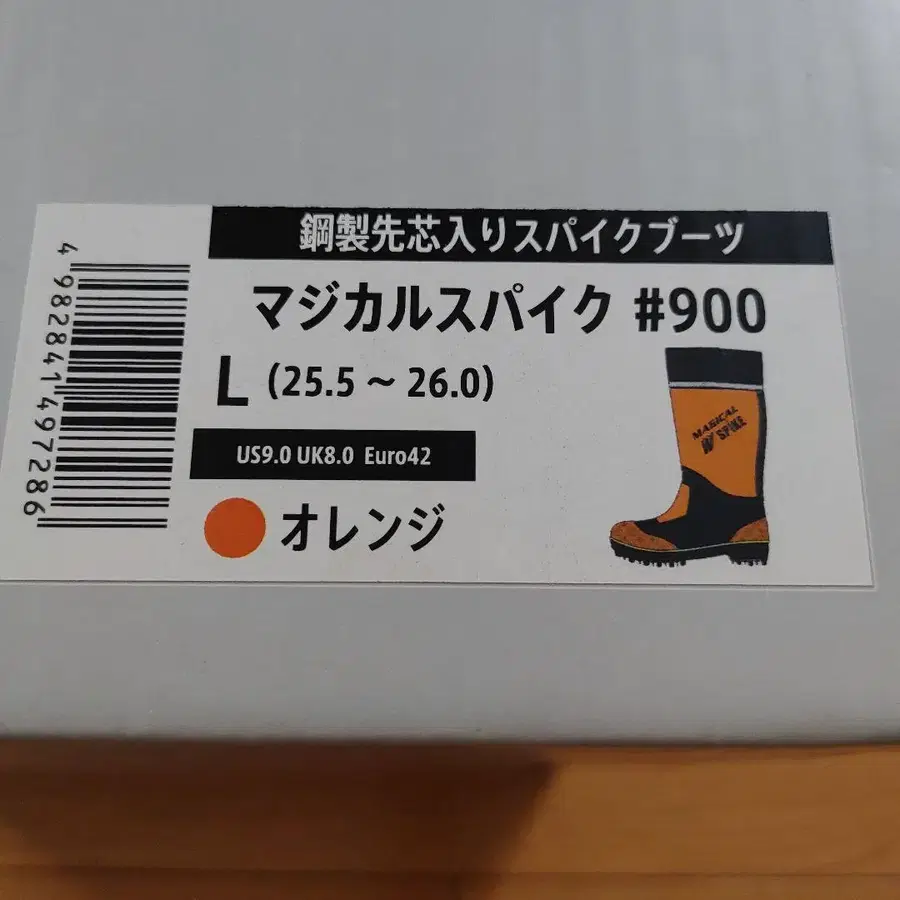 鋼製先芯入りスパイクブーツ
マジカルスパイク #900
L (25.5 ～ 26.0)
US9.0 UK8.0 Euro42
オレンジ
MAGICAL
SPIKE
4982841497286